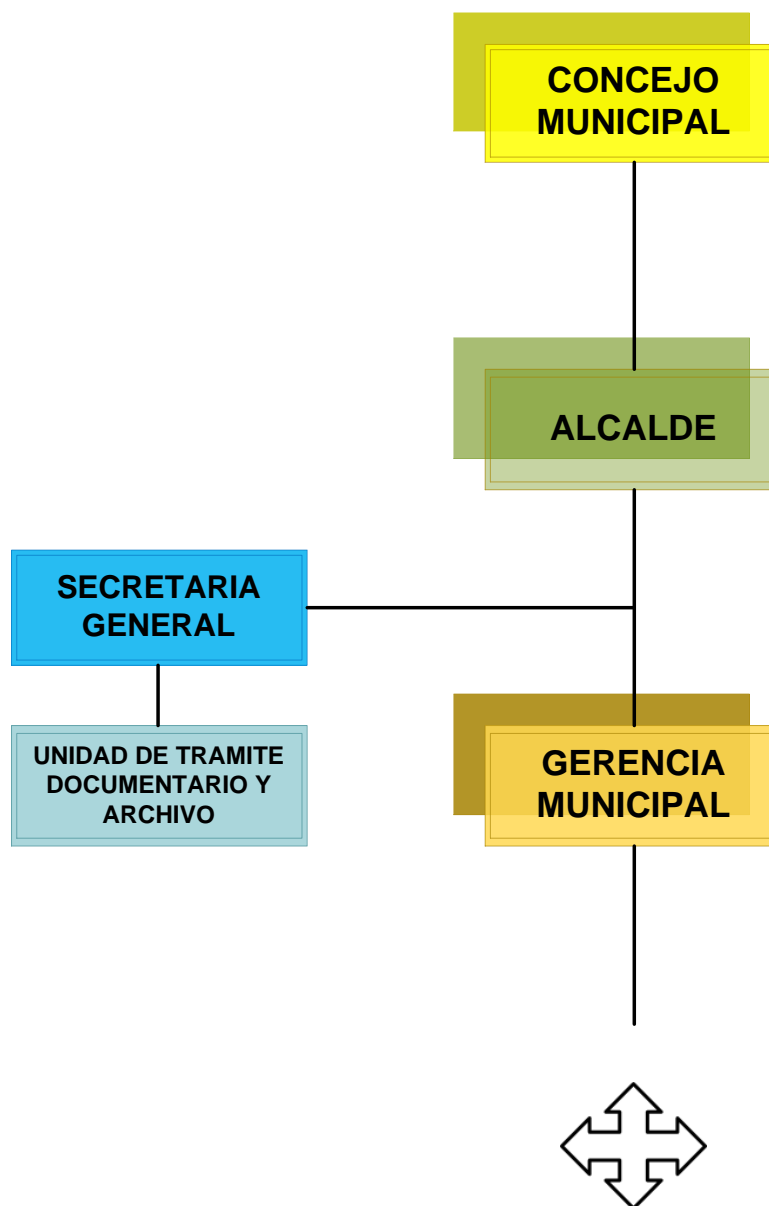 CONCEJO
MUNICIPAL
ALCALDE
SECRETARIA
GENERAL
UNIDAD DE TRAMITE
DOCUMENTARIO Y
ARCHIVO
GERENCIA
MUNICIPAL